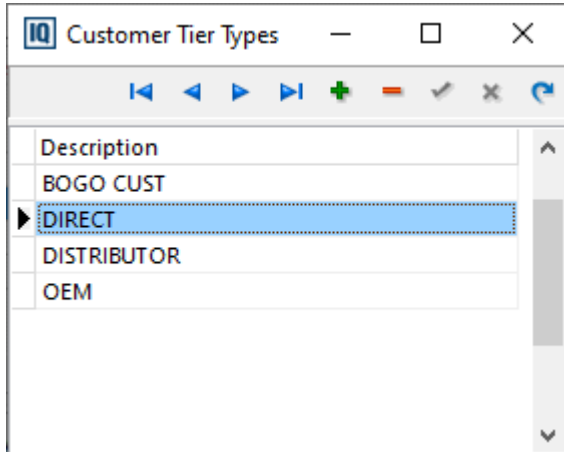 IQ Customer Tier Types
Description
BOGO CUST
DIRECT
DISTRIBUTOR
OEM